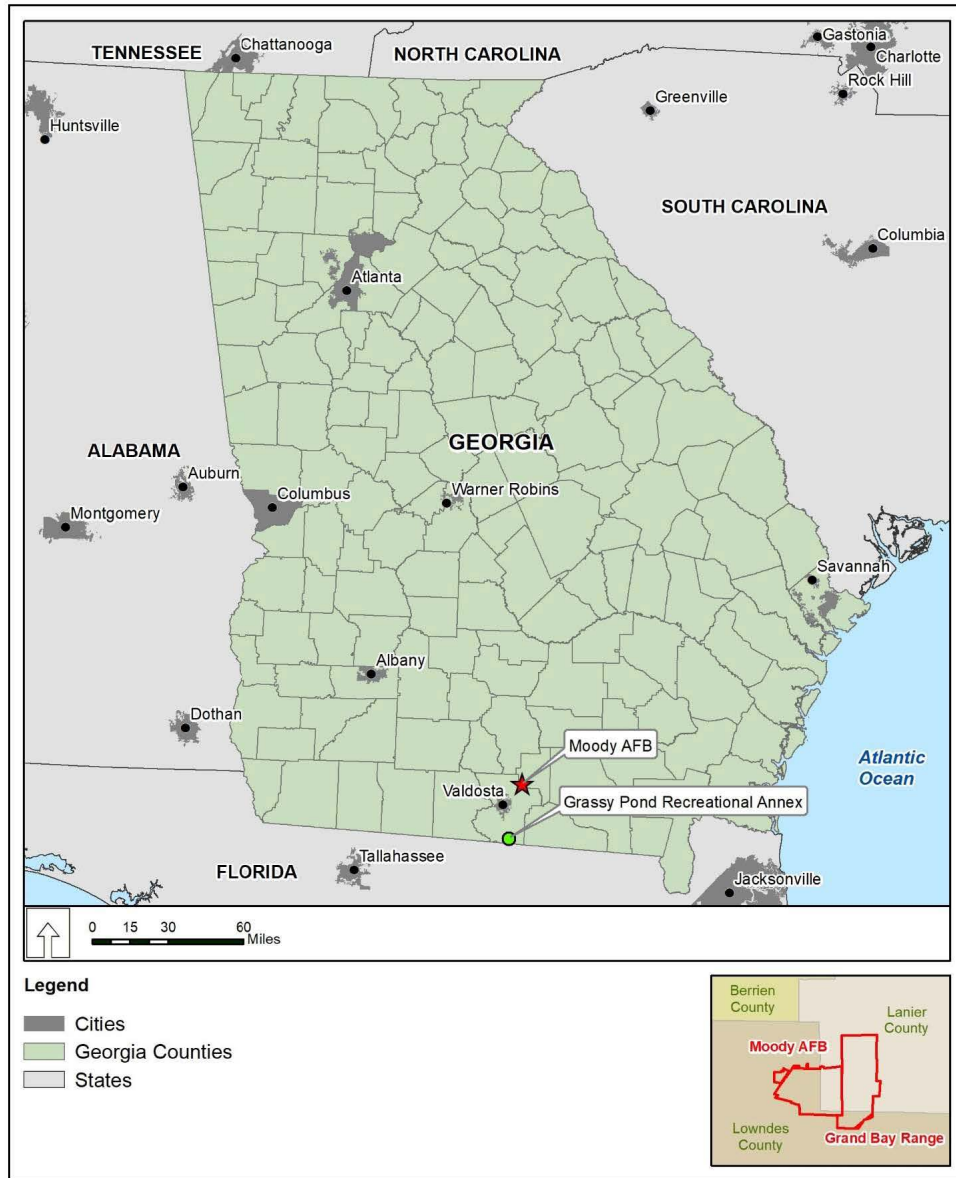 TENNESSEE
Chattanooga
NORTH CAROLINA
Gastonia
Charlotte
Rock Hill
Greenville
Huntsville
SOUTH CAROLINA
Columbia
Atlanta
GEORGIA
ALABAMA
Auburn
Columbus
Warner Robins
Montgomery
Savannah
Albany
Dothan
Moody AFB
Atlantic
Ocean
Valdosta
Grassy Pond Recreational Annex
Tallahassee
FLORIDA
Jacksonville
0 15 30 60
Miles
Legend
Cities
Georgia Counties
States
Berrien
County
Lanier
County
Moody AFB
Lowndes
County
Grand Bay Range